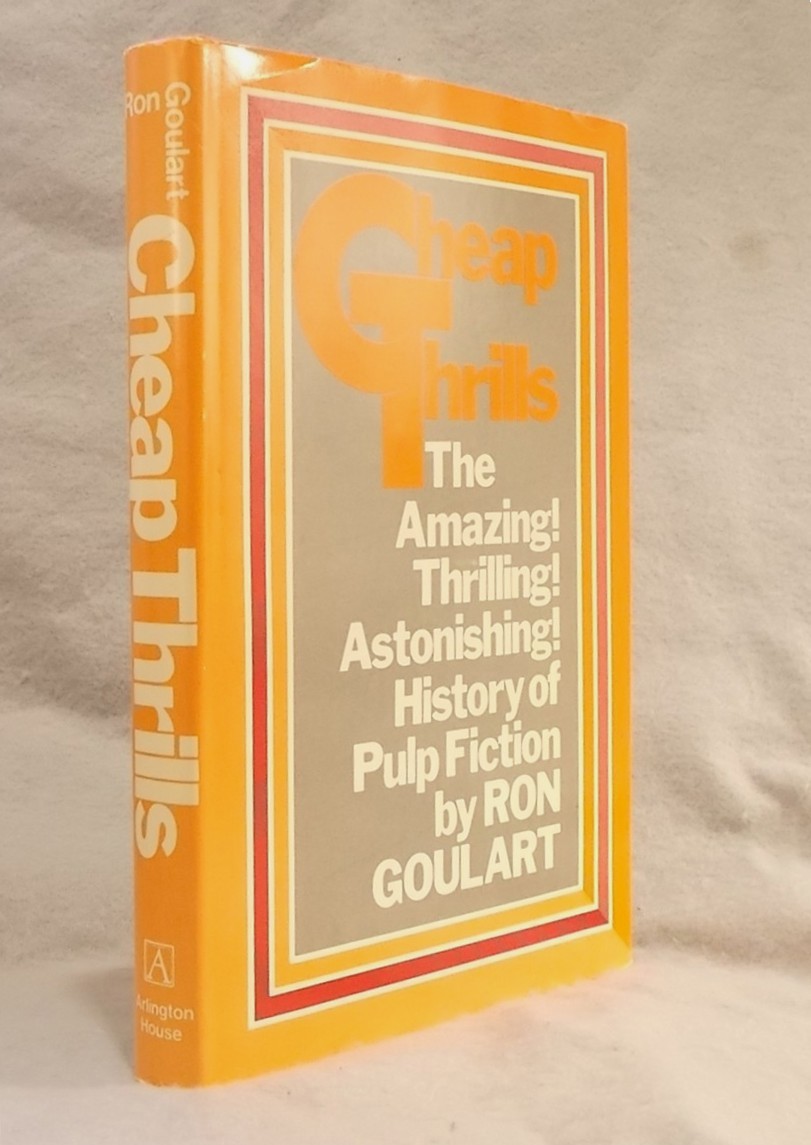 Ron
Goulart
Cheap Thrills
A
Arlington
House
Cheap
Thrills
The
Amazing!
Thrilling!
Astonishing!
History of
Pulp Fiction
by RON
GOULART